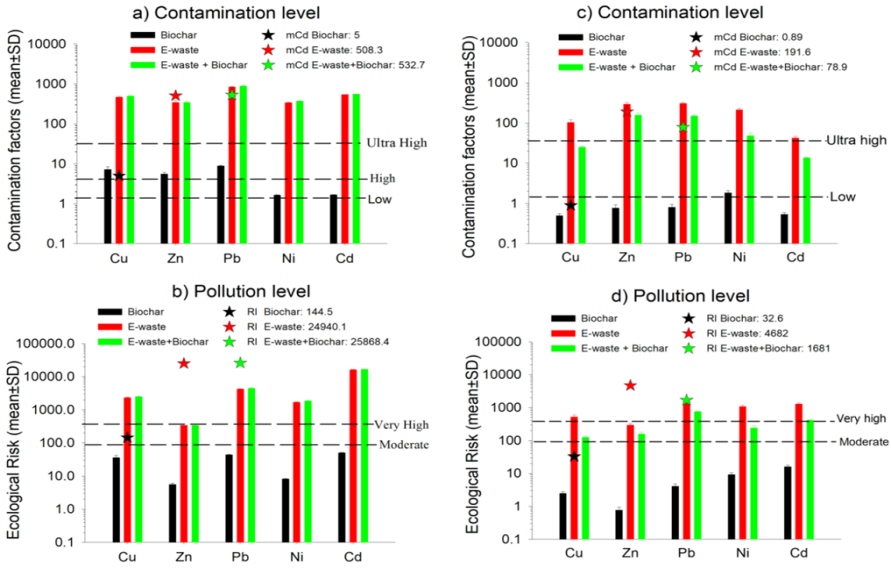 a) Contamination level
Biochar
E-waste
E-waste + Biochar
mCd Biochar: 5
mCd E-waste: 508.3
mCd E-waste+Biochar: 532.7
Contamination factors (mean±SD)
10000
1000
100
10
1
0.1
Ultra High
High
Low
Cu Zn Pb Ni Cd
c) Contamination level
Biochar
E-waste
E-waste + Biochar
mCd Biochar: 0.89
mCd E-waste: 191.6
mCd E-waste+Biochar: 78.9
Contamination factors (mean±SD)
10000
1000
100
10
1
0.1
Ultra high
Low
Cu Zn Pb Ni Cd
b) Pollution level
Biochar
E-waste
E-waste+Biochar
RI Biochar: 144.5
RI E-waste: 24940.1
RI E-waste+Biochar: 25868.4
Ecological Risk (mean±SD)
100000.0
10000.0
1000.0
100.0
10.0
1.0
0.1
Very High
Moderate
Cu Zn Pb Ni Cd
d) Pollution level
Biochar
E-waste
E-waste + Biochar
RI Biochar: 32.6
RI E-waste: 4682
RI E-waste+Biochar: 1681
Ecological Risk (mean±SD)
100000
10000
1000
100
10
1
0.1
Very high
Moderate
Cu Zn Pb Ni Cd